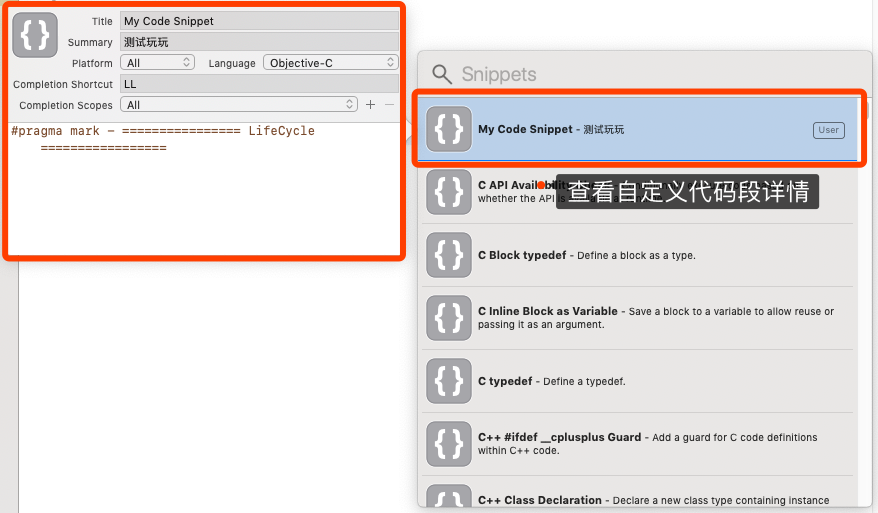 Title My Code Snippet
Summary 测试玩玩
Platform All Language Objective-C
Completion Shortcut LL
Completion Scopes All
#pragma mark - ================ LifeCycle
=================
Snippets
My Code Snippet - 测试玩玩
User
C API Availability
whether the API is
查看自定义代码段详情
C Block typedef - Define a block as a type.
C Inline Block as Variable - Save a block to a variable to allow reuse or
passing it as an argument.
C typedef - Define a typedef.
C++ #ifdef __cplusplus Guard - Add a guard for C code definitions
within C++ code.
C++ Class Declaration - Declare a new class type containing instance